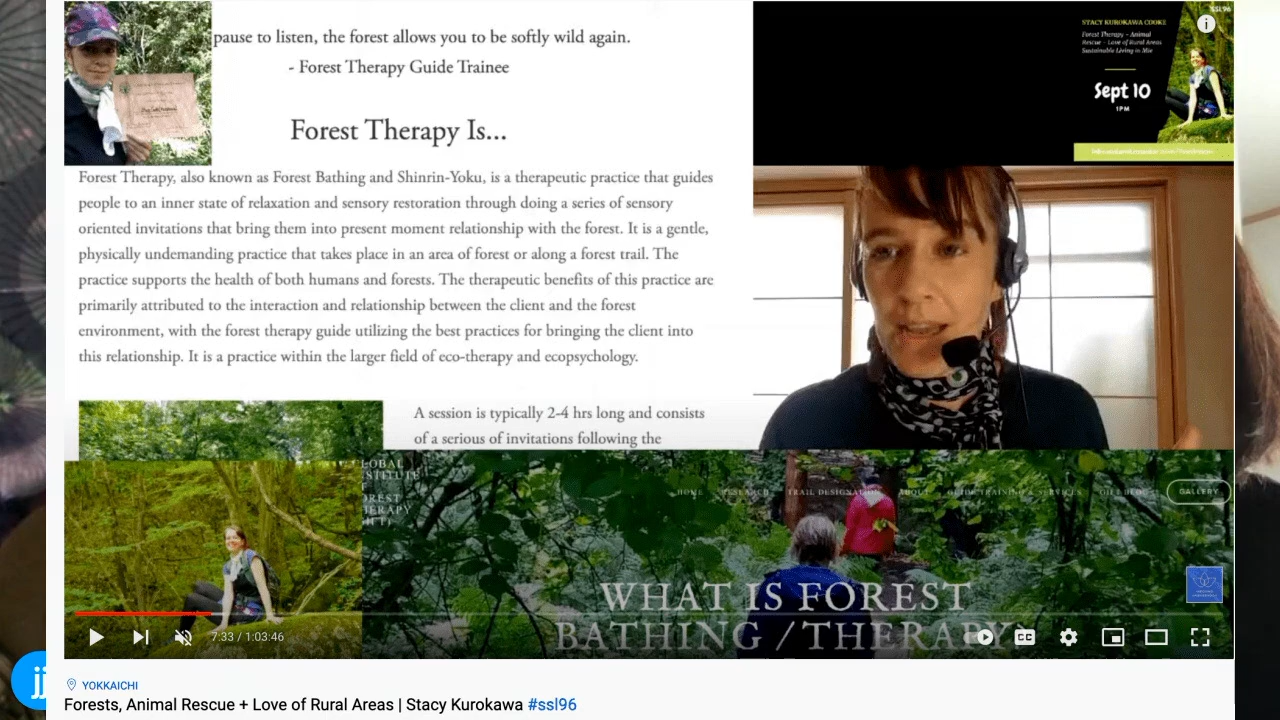 pause to listen, the forest allows you to be softly wild again.
- Forest Therapy Guide Trainee
Forest Therapy Is...
Forest Therapy, also known as Forest Bathing and Shinrin-Yoku, is a therapeutic practice that guides
people to an inner state of relaxation and sensory restoration through doing a series of sensory
oriented invitations that bring them into present moment relationship with the forest. It is a gentle,
physically undemanding practice that takes place in an area of forest or along a forest trail. The
practice supports the health of both humans and forests. The therapeutic benefits of this practice are
primarily attributed to the interaction and relationship between the client and the forest
environment, with the forest therapy guide utilizing the best practices for bringing the client into
this relationship. It is a practice within the larger field of eco-therapy and ecopsychology.
A session is typically 2-4 hrs long and consists
of a serious of invitations following the
SSL96
STACY KUROKAWA COOKE
Forest Therapy - Animal
Rescue - Love of Rural Areas
Sustainable Living in Mie
Sept 10
1PM
HOME RESEARCH TRAIL DESIGNATION ABOUT GUIDE TRAINING & SERVICES GIFT BLOG GALLERY
WHAT IS FOREST
BATHING / THERAPY
7:33 / 1:03:46
CC
jj
YOKKAICHI
Forests, Animal Rescue + Love of Rural Areas | Stacy Kurokawa #ssl96